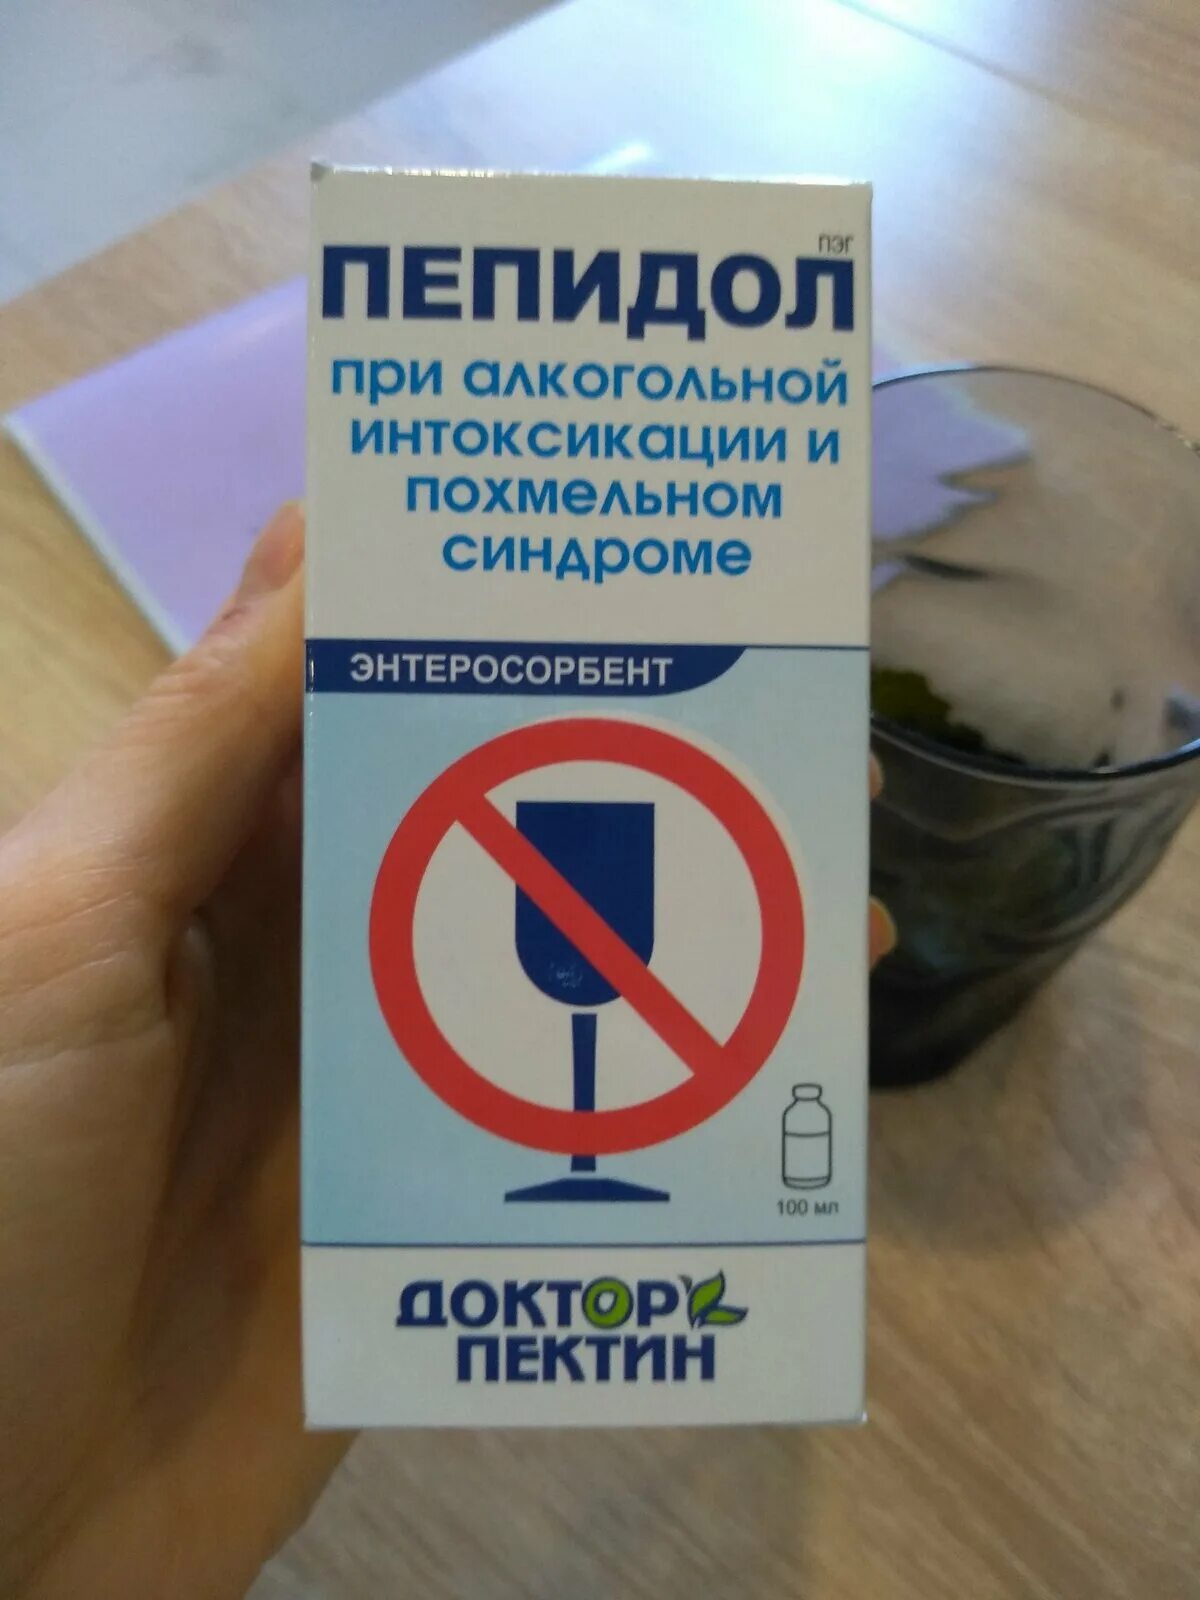 ПЕПИДОЛ ПЭГ
при алкогольной
интоксикации и
похмельном
синдроме
ЭНТЕРОСОРБЕНТ
100 мл
ДОКТОР
ПЕКТИН